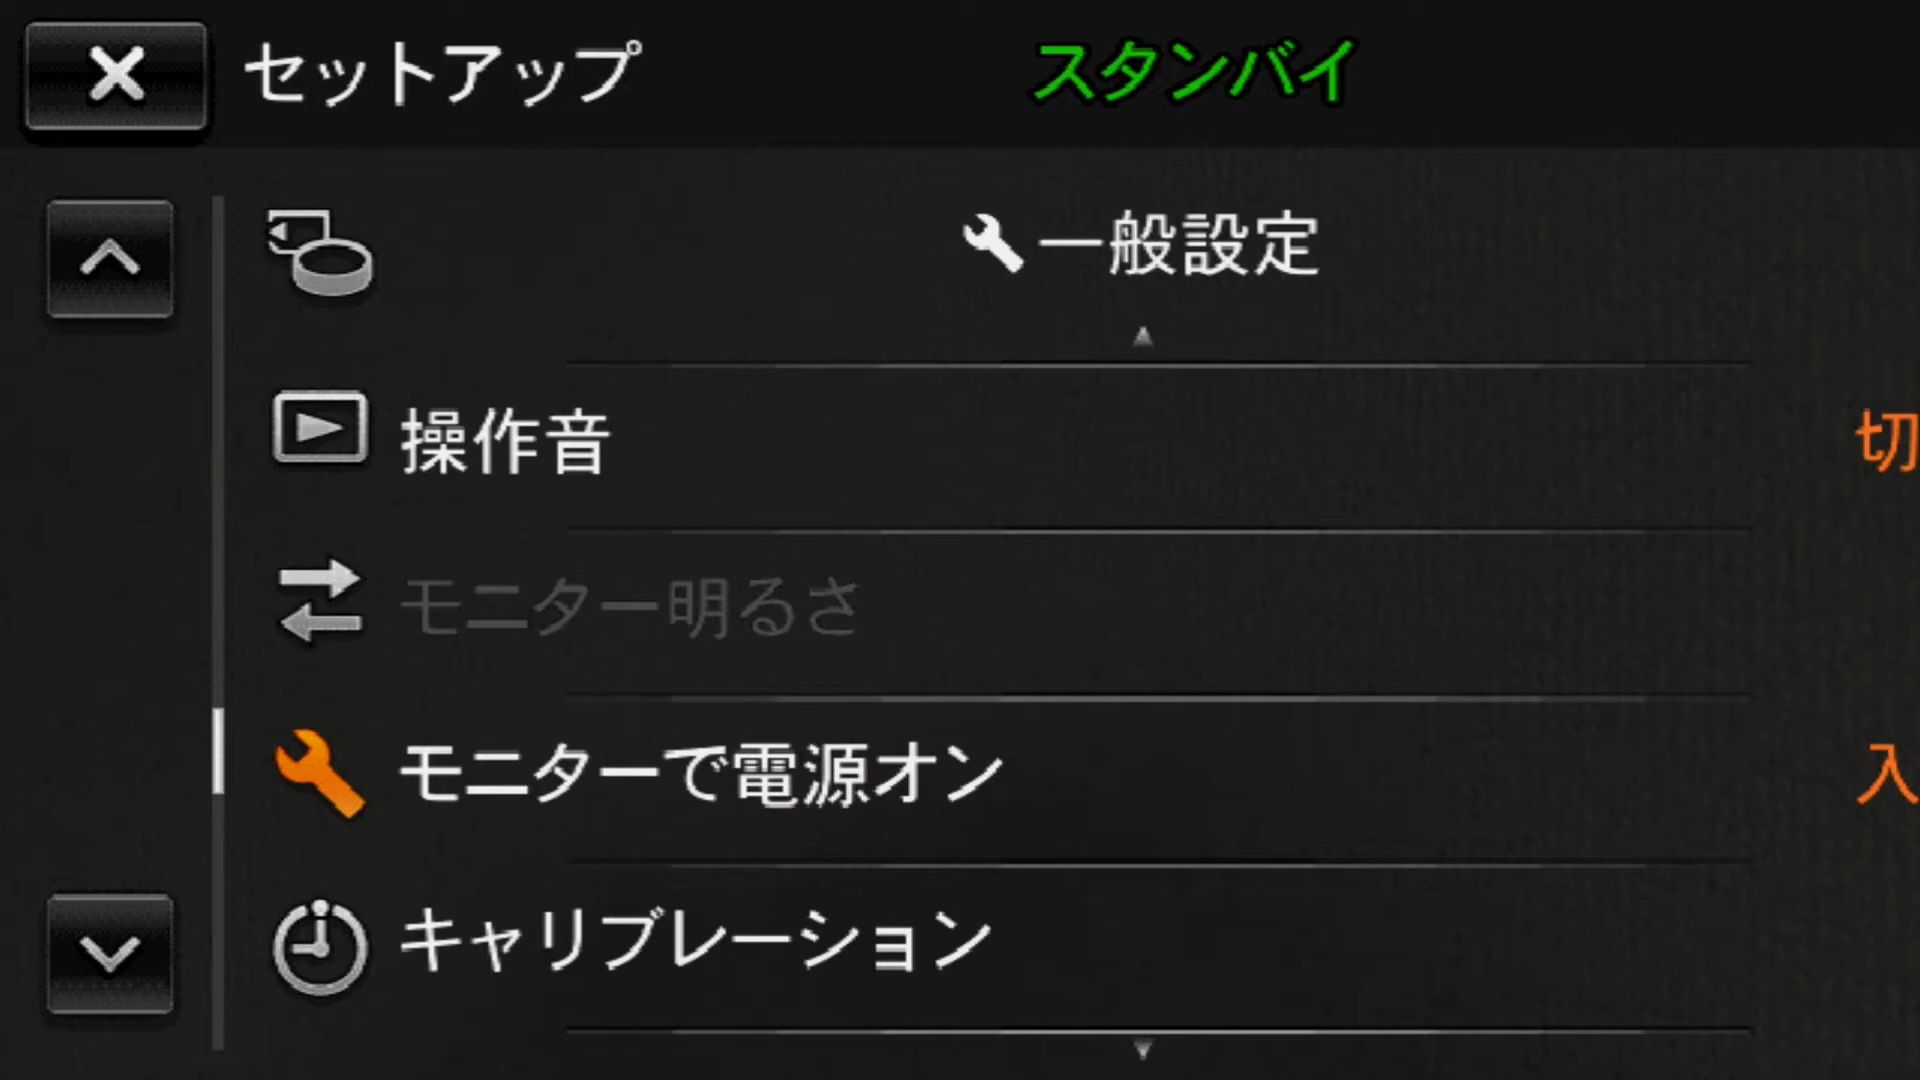 セットアップ
スタンバイ
一般設定
操作音
切
モニター明るさ
モニターで電源オン
入
キャリブレーション